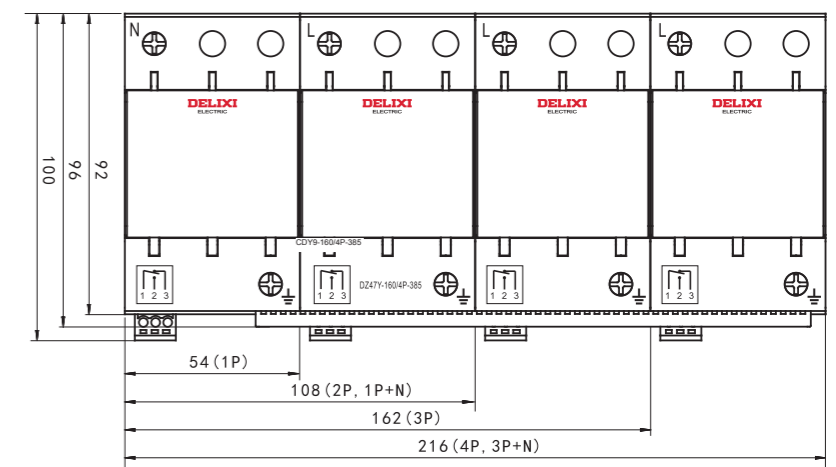 N L L L
DELIXI DELIXI DELIXI DELIXI
ELECTRIC ELECTRIC ELECTRIC ELECTRIC
100 96 92
CDY9-160/4P-385
DZ47Y-160/4P-385
1 2 3 1 2 3 1 2 3 1 2 3
54(1P)
108(2P,1P+N)
162(3P)
216(4P,3P+N)